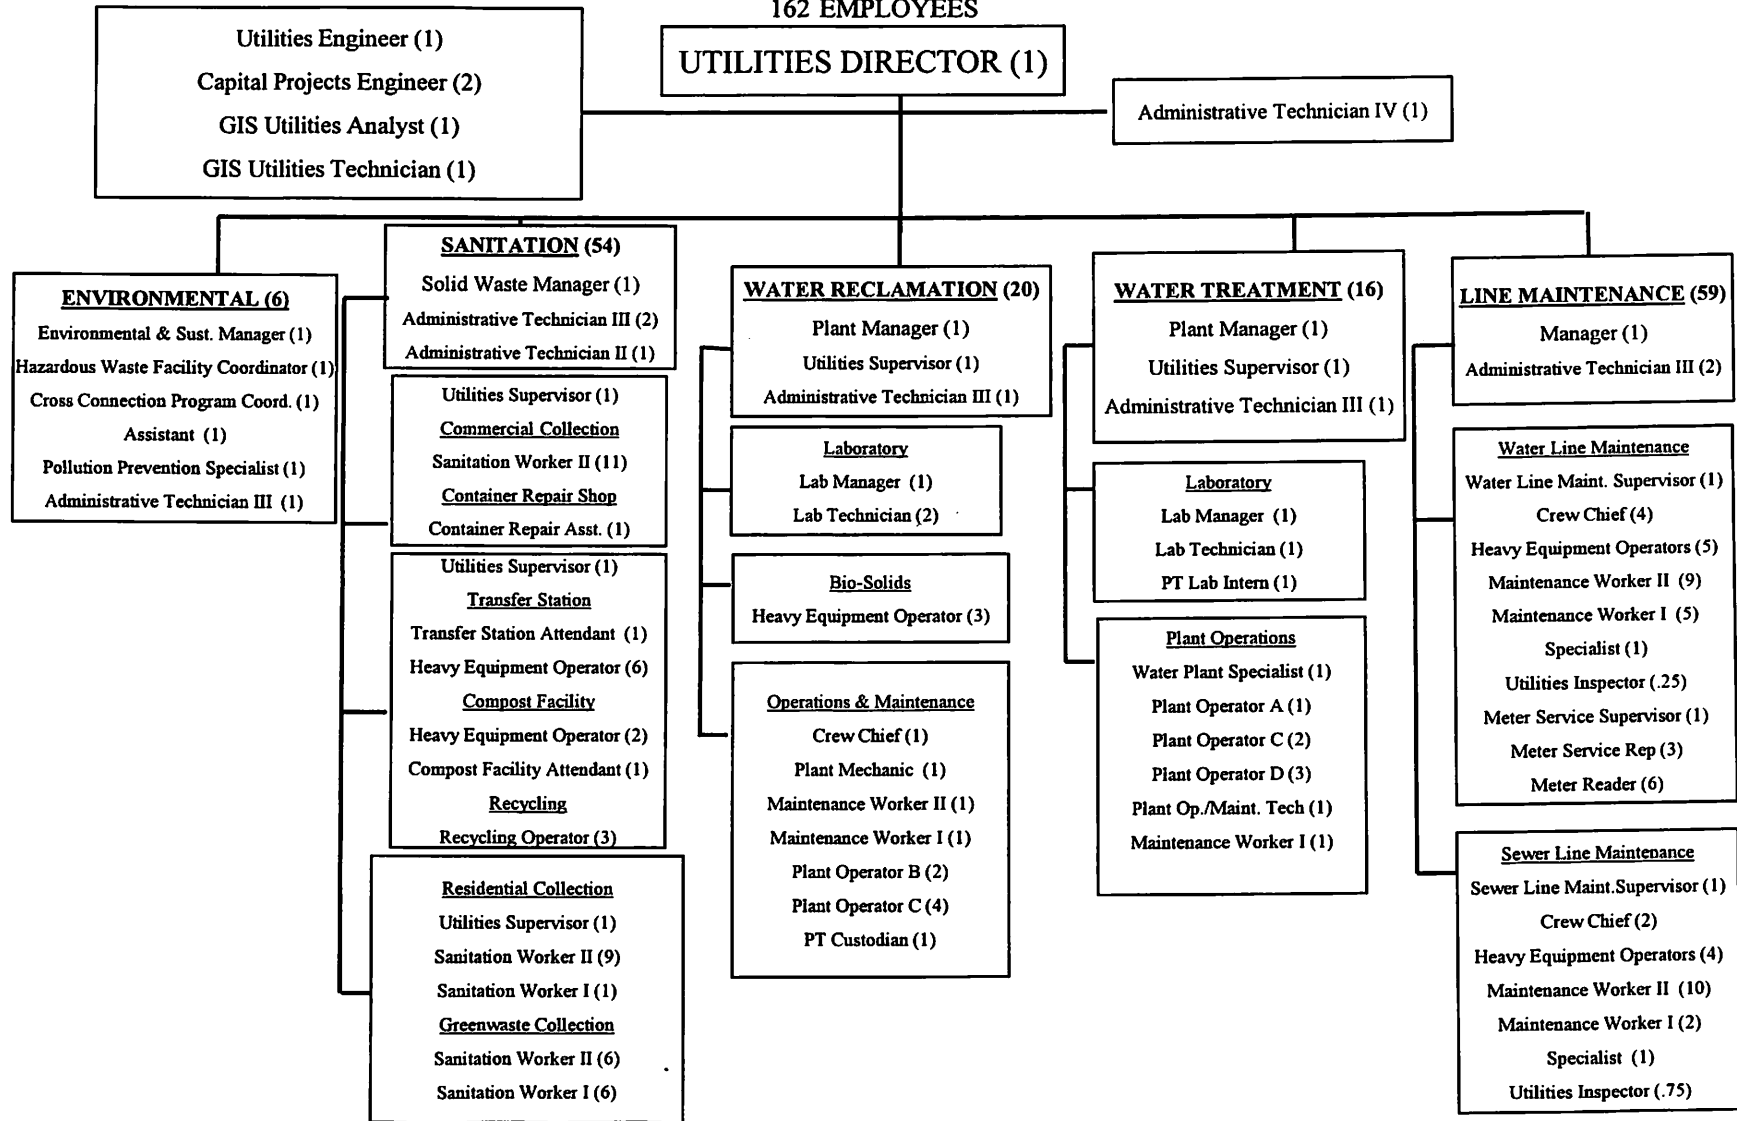 162 EMPLOYEES
UTILITIES DIRECTOR (1)
Utilities Engineer (1)
Capital Projects Engineer (2)
GIS Utilities Analyst (1)
GIS Utilities Technician (1)
Administrative Technician IV (1)
ENVIRONMENTAL (6)
Environmental & Sust. Manager (1)
Hazardous Waste Facility Coordinator (1)
Cross Connection Program Coord. (1)
Assistant (1)
Pollution Prevention Specialist (1)
Administrative Technician III (1)
SANITATION (54)
Solid Waste Manager (1)
Administrative Technician III (2)
Administrative Technician II (1)
Utilities Supervisor (1)
Commercial Collection
Sanitation Worker II (11)
Container Repair Shop
Container Repair Asst. (1)
Utilities Supervisor (1)
Transfer Station
Transfer Station Attendant (1)
Heavy Equipment Operator (6)
Compost Facility
Heavy Equipment Operator (2)
Compost Facility Attendant (1)
Recycling
Recycling Operator (3)
Residential Collection
Utilities Supervisor (1)
Sanitation Worker II (9)
Sanitation Worker I (1)
Greenwaste Collection
Sanitation Worker II (6)
Sanitation Worker I (6)
WATER RECLAMATION (20)
Plant Manager (1)
Utilities Supervisor (1)
Administrative Technician III (1)
Laboratory
Lab Manager (1)
Lab Technician (2)
Bio-Solids
Heavy Equipment Operator (3)
Operations & Maintenance
Crew Chief (1)
Plant Mechanic (1)
Maintenance Worker II (1)
Maintenance Worker I (1)
Plant Operator B (2)
Plant Operator C (4)
PT Custodian (1)
WATER TREATMENT (16)
Plant Manager (1)
Utilities Supervisor (1)
Administrative Technician III (1)
Laboratory
Lab Manager (1)
Lab Technician (1)
PT Lab Intern (1)
Plant Operations
Water Plant Specialist (1)
Plant Operator A (1)
Plant Operator C (2)
Plant Operator D (3)
Plant Op./Maint. Tech (1)
Maintenance Worker I (1)
LINE MAINTENANCE (59)
Manager (1)
Administrative Technician III (2)
Water Line Maintenance
Water Line Maint. Supervisor (1)
Crew Chief (4)
Heavy Equipment Operators (5)
Maintenance Worker II (9)
Maintenance Worker I (5)
Specialist (1)
Utilities Inspector (.25)
Meter Service Supervisor (1)
Meter Service Rep (3)
Meter Reader (6)
Sewer Line Maintenance
Sewer Line Maint.Supervisor (1)
Crew Chief (2)
Heavy Equipment Operators (4)
Maintenance Worker II (10)
Maintenance Worker I (2)
Specialist (1)
Utilities Inspector (.75)